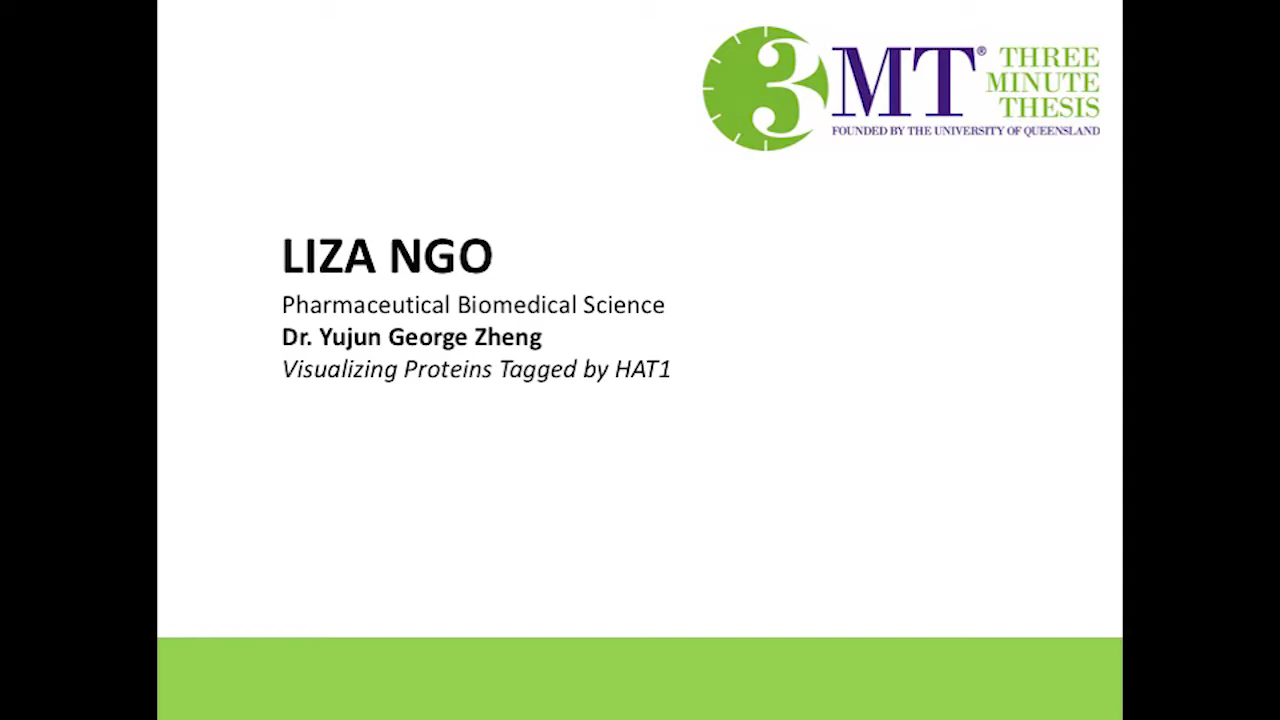 3MT® THREE
MINUTE
THESIS
FOUNDED BY THE UNIVERSITY OF QUEENSLAND
LIZA NGO
Pharmaceutical Biomedical Science
Dr. Yujun George Zheng
Visualizing Proteins Tagged by HAT1